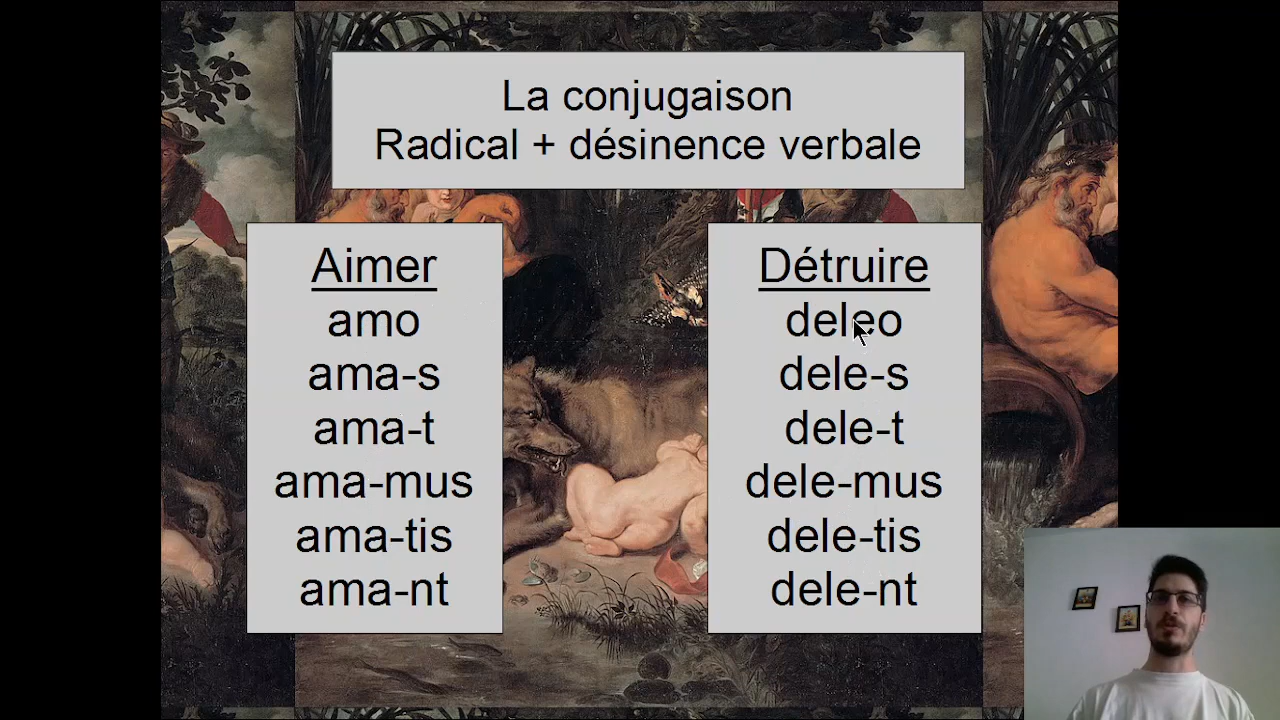 La conjugaison
Radical + désinence verbale
Aimer
amo
ama-s
ama-t
ama-mus
ama-tis
ama-nt
Détruire
deleo
dele-s
dele-t
dele-mus
dele-tis
dele-nt